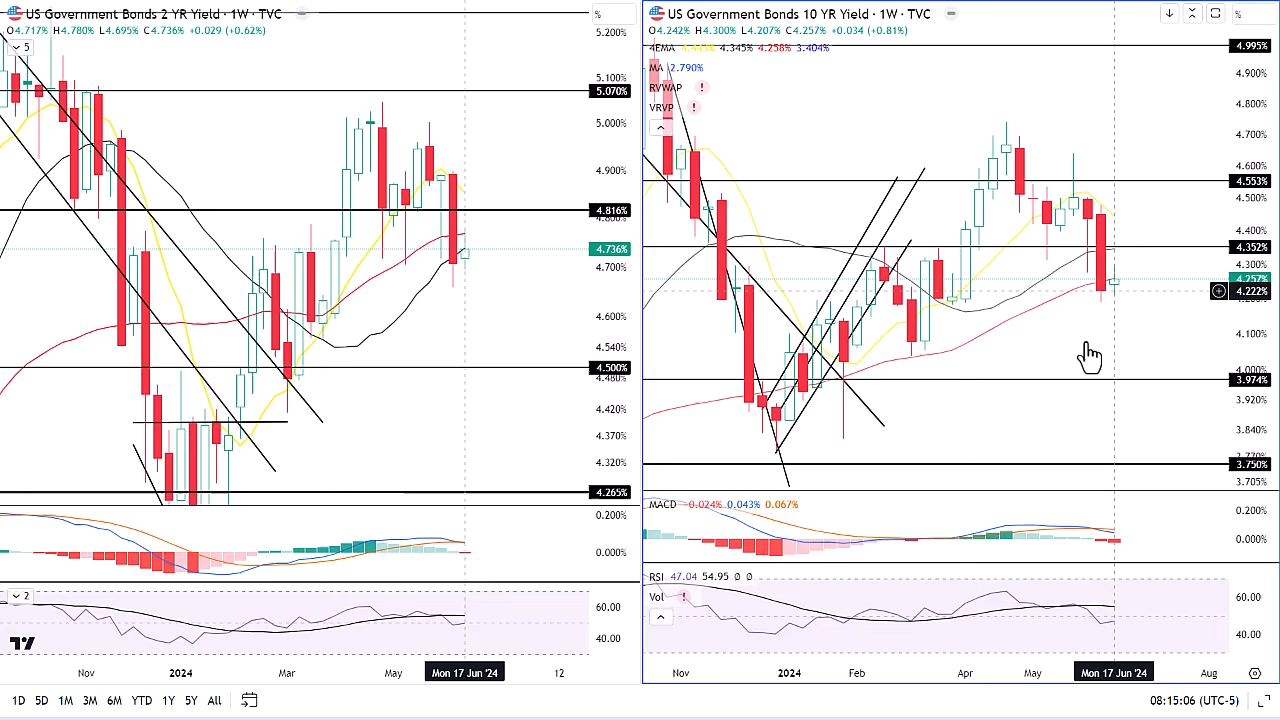 US Government Bonds 2 YR Yield · 1W · TVC
O4.717% H4.780% L4.695% C4.736% +0.029 (+0.62%)
5
%
5.200%
5.100%
5.070%
5.000%
4.900%
4.816%
4.800%
4.736%
4.700%
4.600%
4.500%
4.480%
4.420%
4.370%
4.320%
4.265%
0.200%
0.000%
2
60.00
40.00
Nov
2024
Mar
May
Mon 17 Jun '24
12
US Government Bonds 10 YR Yield · 1W · TVC
O4.242% H4.300% L4.207% C4.257% +0.034 (+0.81%)
4EMA 4.345% 4.258% 3.404%
MA 2.790%
RVWAP !
VRVP !
%
4.995%
4.900%
4.800%
4.700%
4.600%
4.553%
4.500%
4.400%
4.352%
4.300%
4.257%
4.222%
4.100%
4.000%
3.974%
3.920%
3.840%
3.750%
3.705%
MACD −0.024% 0.043% 0.067%
0.200%
0.000%
RSI 47.04 54.95 0 0
Vol !
60.00
40.00
Nov
2024
Feb
Apr
May
Mon 17 Jun '24
Aug
1D 5D 1M 3M 6M YTD 1Y 5Y All
08:15:06 (UTC-5)